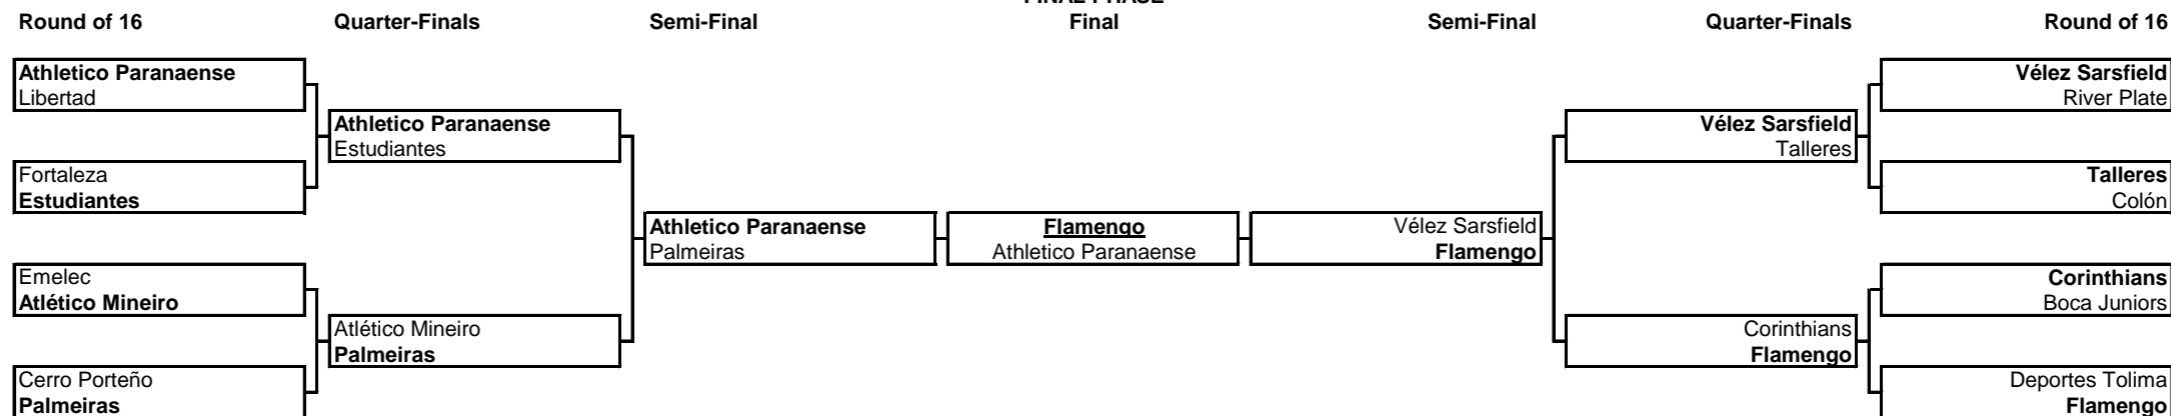 FINAL PHASE
Round of 16 Quarter-Finals Semi-Final Final Semi-Final Quarter-Finals Round of 16
Athletico Paranaense
Libertad
Fortaleza
Estudiantes
Emelec
Atlético Mineiro
Cerro Porteño
Palmeiras
Athletico Paranaense
Estudiantes
Atlético Mineiro
Palmeiras
Athletico Paranaense
Palmeiras
Flamengo
Athletico Paranaense
Vélez Sarsfield
Flamengo
Vélez Sarsfield
Talleres
Corinthians
Flamengo
Vélez Sarsfield
River Plate
Talleres
Colón
Corinthians
Boca Juniors
Deportes Tolima
Flamengo